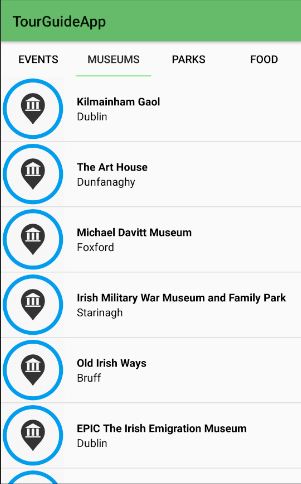 TourGuideApp
EVENTS MUSEUMS PARKS FOOD
Kilmainham Gaol
Dublin
The Art House
Dunfanaghy
Michael Davitt Museum
Foxford
Irish Military War Museum and Family Park
Starinagh
Old Irish Ways
Bruff
EPIC The Irish Emigration Museum
Dublin